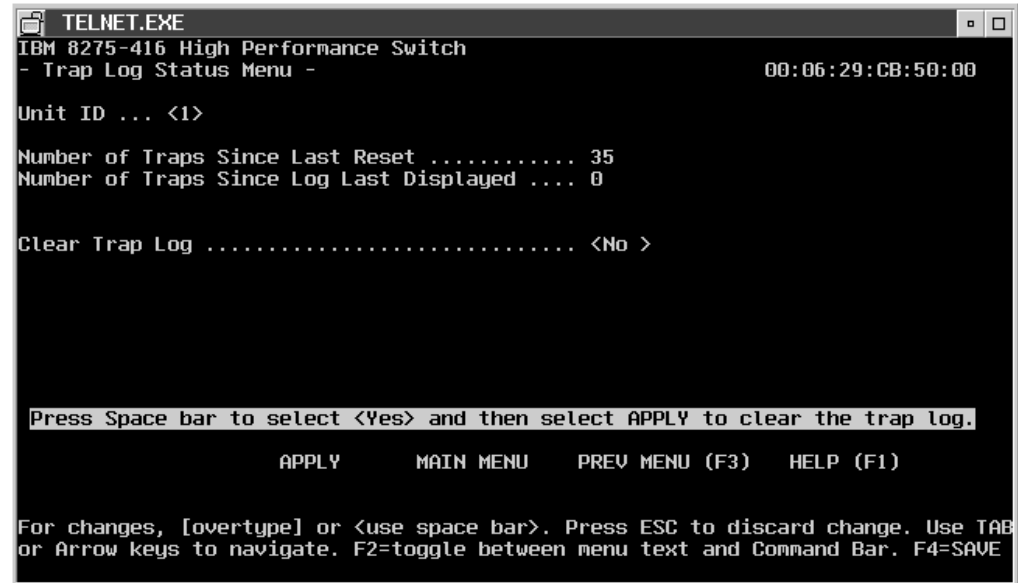 TELNET.EXE
IBM 8275-416 High Performance Switch
- Trap Log Status Menu - 00:06:29:CB:50:00
Unit ID ... <1>
Number of Traps Since Last Reset ............ 35
Number of Traps Since Log Last Displayed .... 0
Clear Trap Log .............................. <No >
Press Space bar to select <Yes> and then select APPLY to clear the trap log.
APPLY MAIN MENU PREV MENU (F3) HELP (F1)
For changes, [overtype] or <use space bar>. Press ESC to discard change. Use TAB
or Arrow keys to navigate. F2=toggle between menu text and Command Bar. F4=SAVE